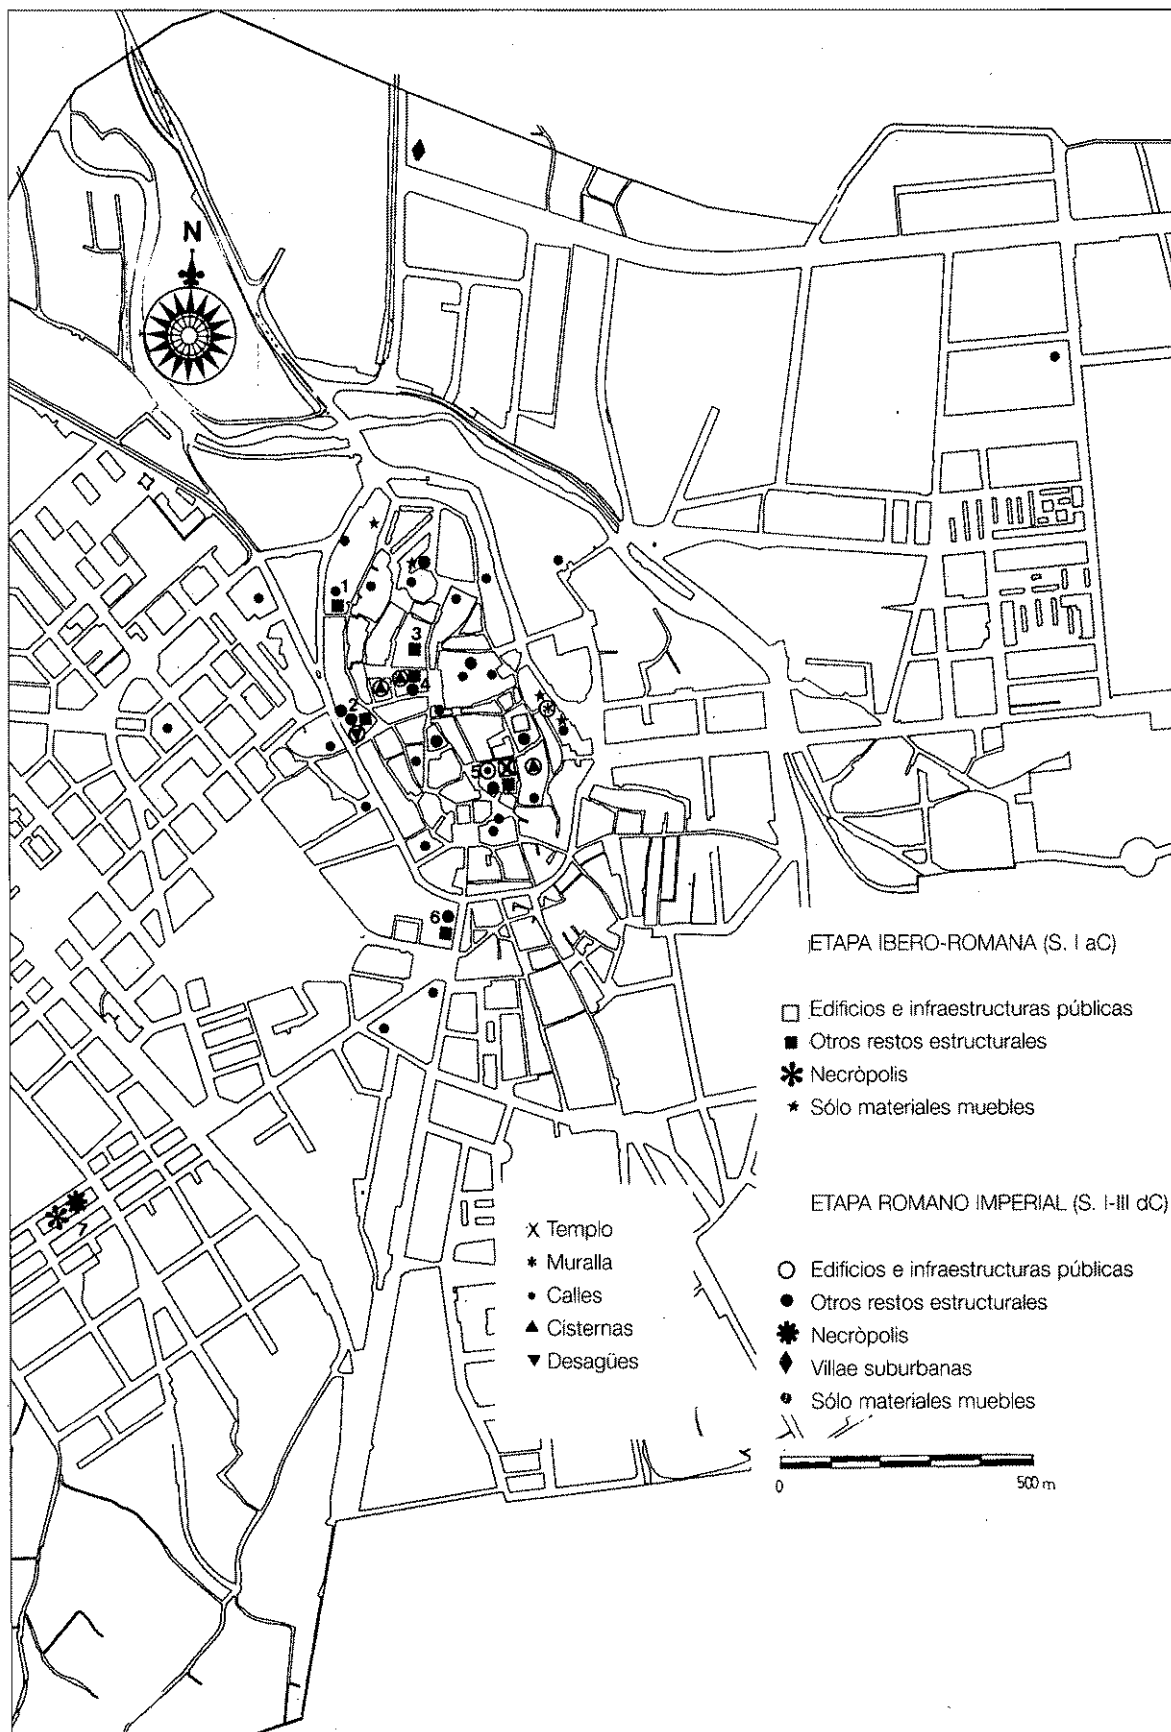 N
1
3
4
2
5
6
ETAPA IBERO-ROMANA (S. I aC)
Edificios e infraestructuras públicas
Otros restos estructurales
Necròpolis
Sólo materiales muebles
ETAPA ROMANO IMPERIAL (S. I-III dC)
Edificios e infraestructuras públicas
Otros restos estructurales
Necròpolis
Villae suburbanas
Sólo materiales muebles
Templo
Muralla
Calles
Cisternas
Desagües
0 500 m